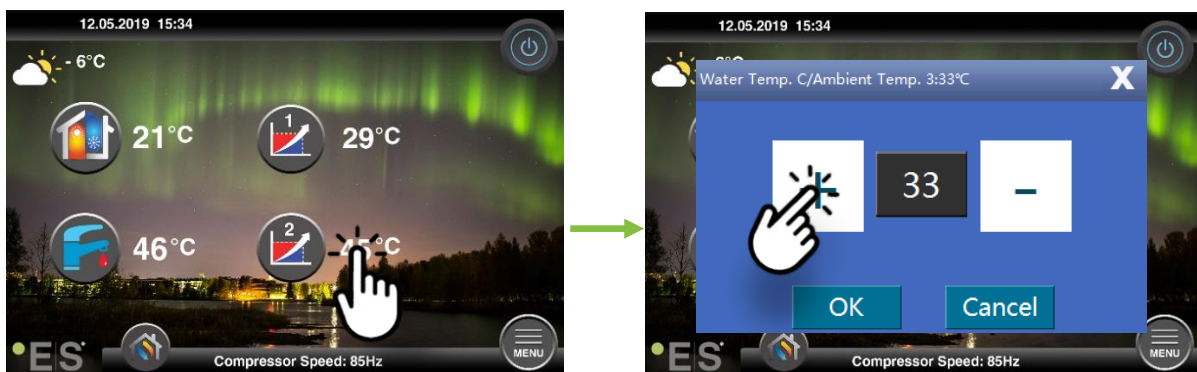 12.05.2019 15:34
- 6°C
21°C
1
29°C
46°C
2
45°C
•ES
Compressor Speed: 85Hz
MENU
12.05.2019 15:34
Water Temp. C/Ambient Temp. 3:33℃
X
+
33
-
OK
Cancel
•ES
Compressor Speed: 85Hz
MENU